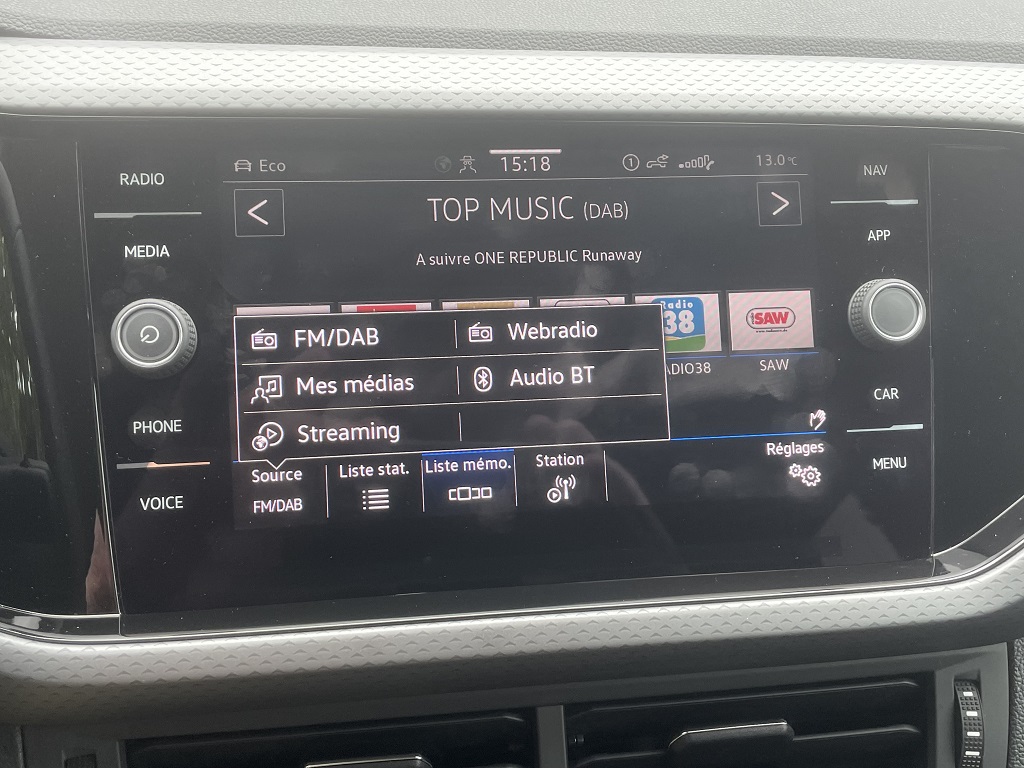 RADIO
MEDIA
PHONE
VOICE
Eco
15:18
1
13.0°C
TOP MUSIC (DAB)
A suivre ONE REPUBLIC Runaway
Radio
38
SAW
SAW
FM/DAB
Webradio
Mes médias
Audio BT
Streaming
Source
FM/DAB
Liste stat.
Liste mémo.
Station
Réglages
NAV
APP
CAR
MENU